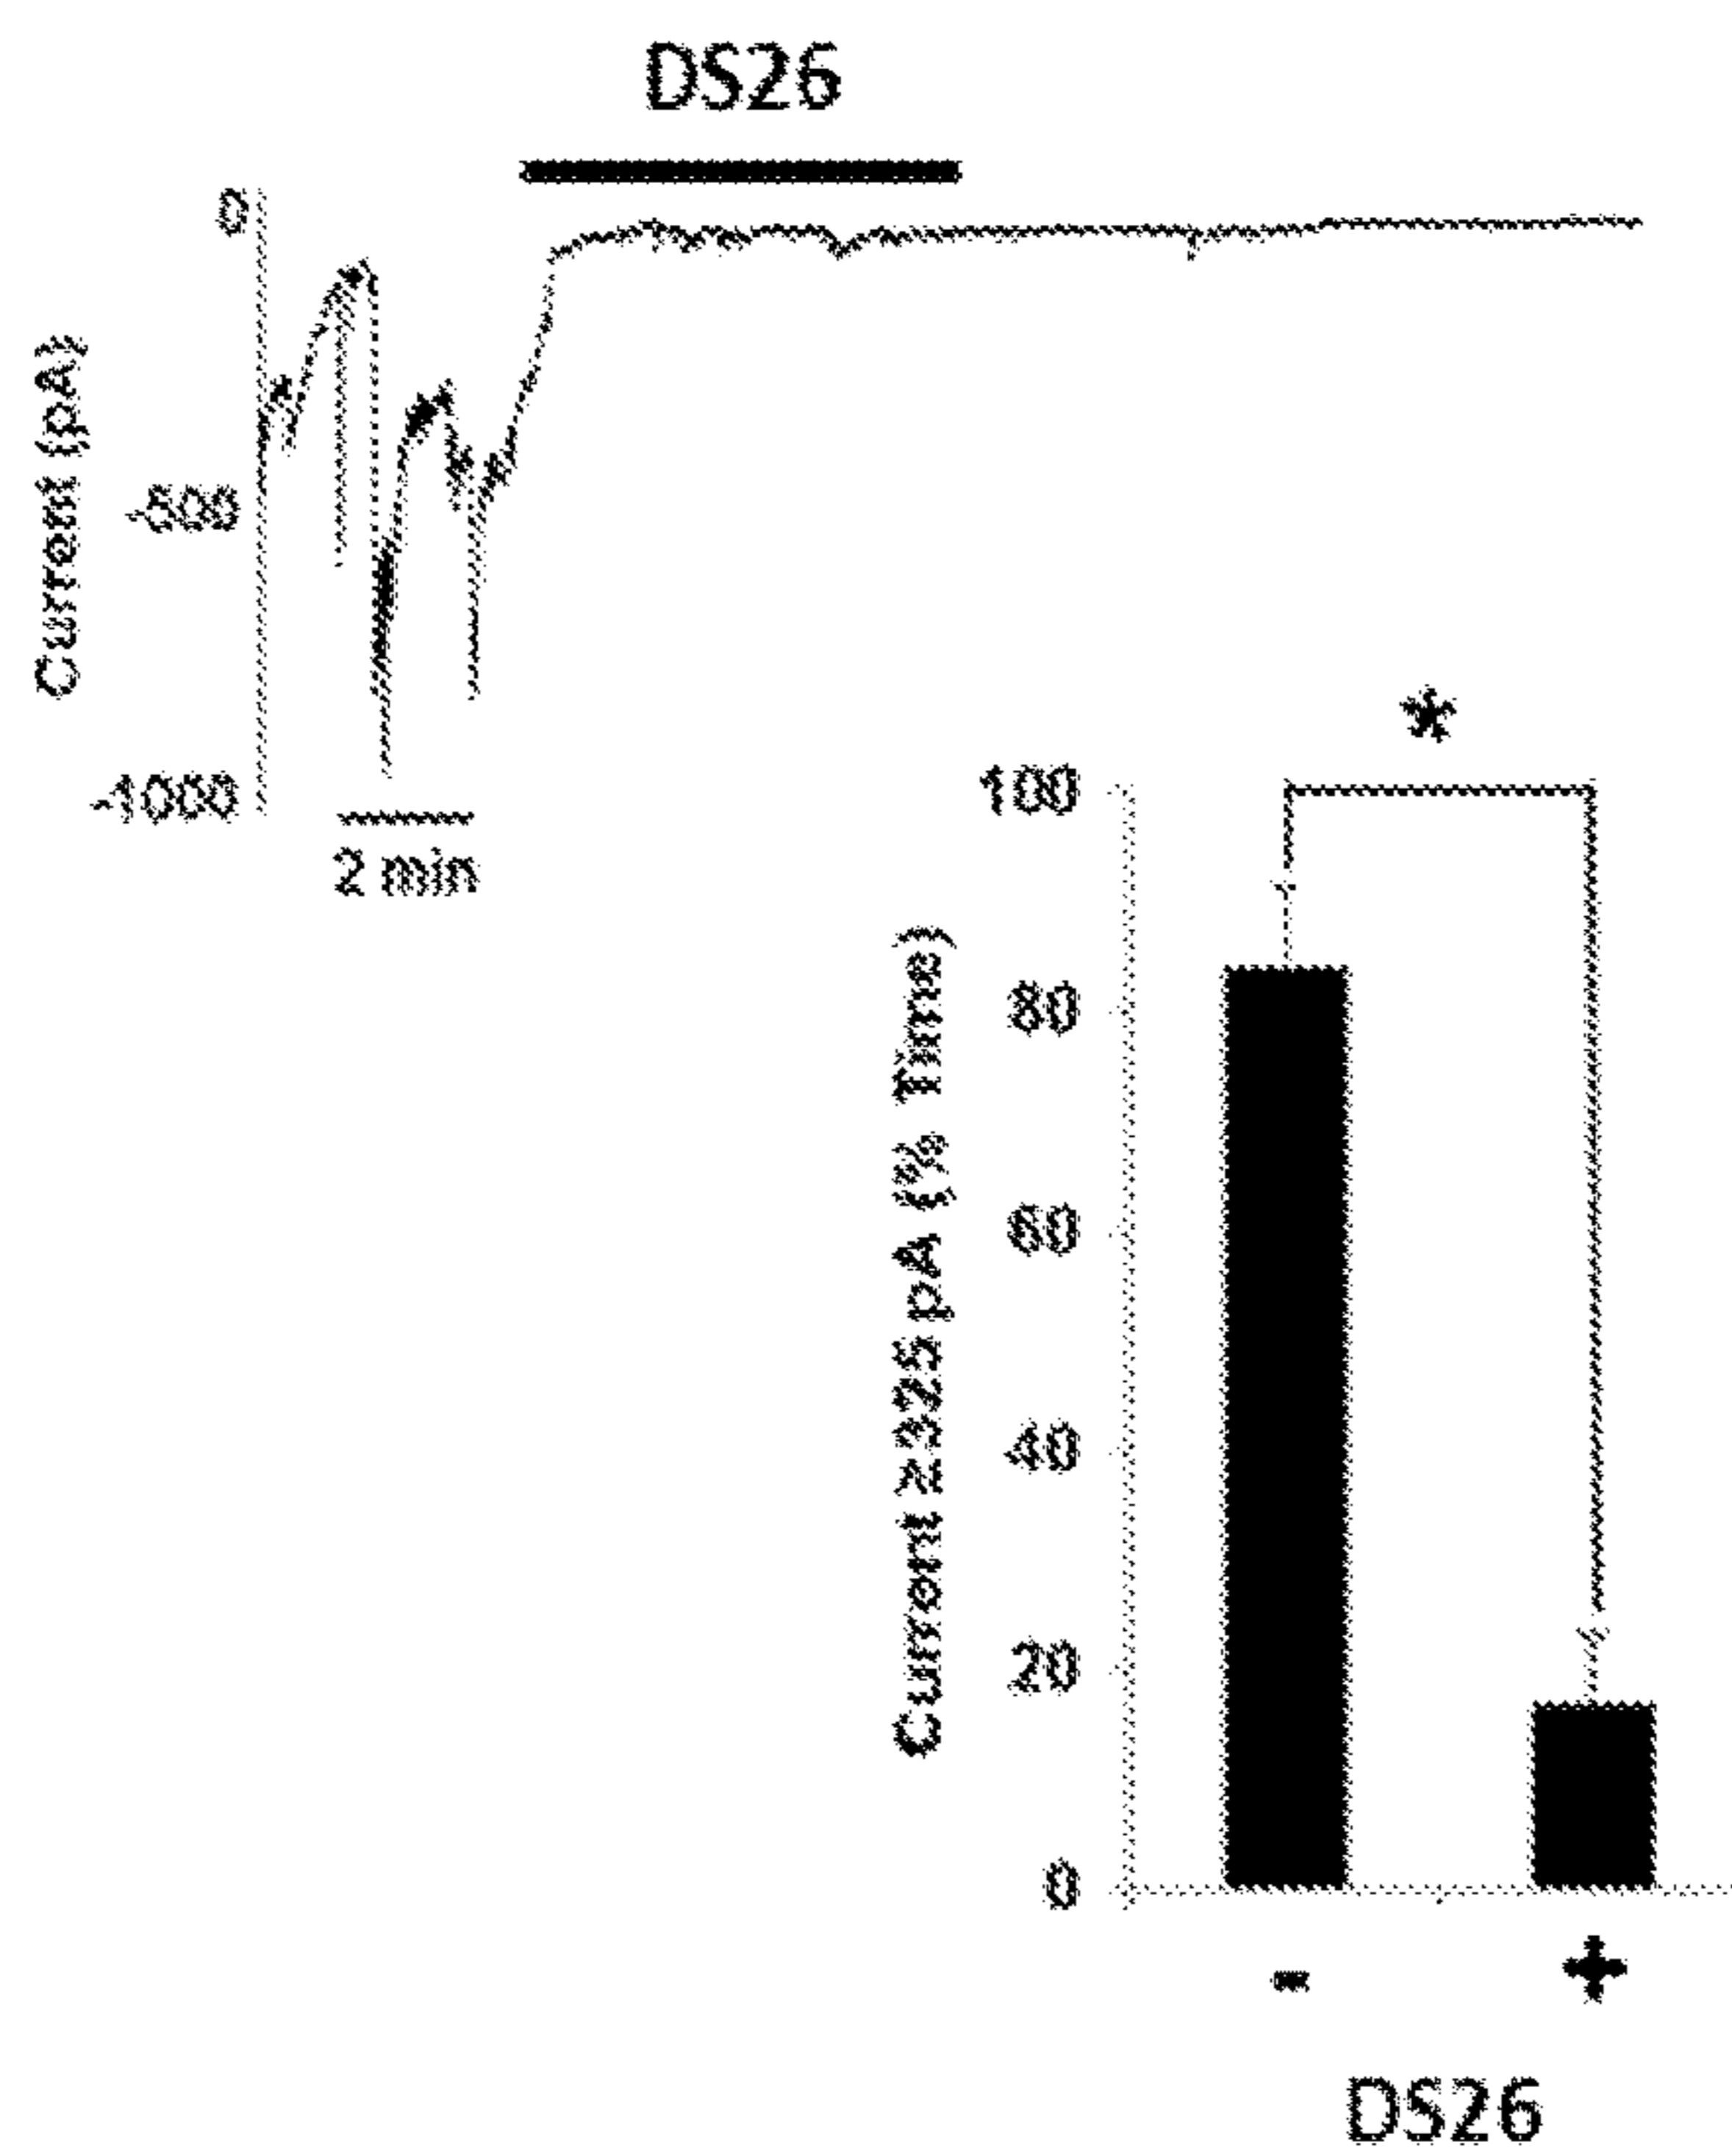 DS26
Current (pA)
0
-500
-1000
2 min
*
Current ≥325 pA (% Time)
100
80
60
40
20
0
- +
DS26